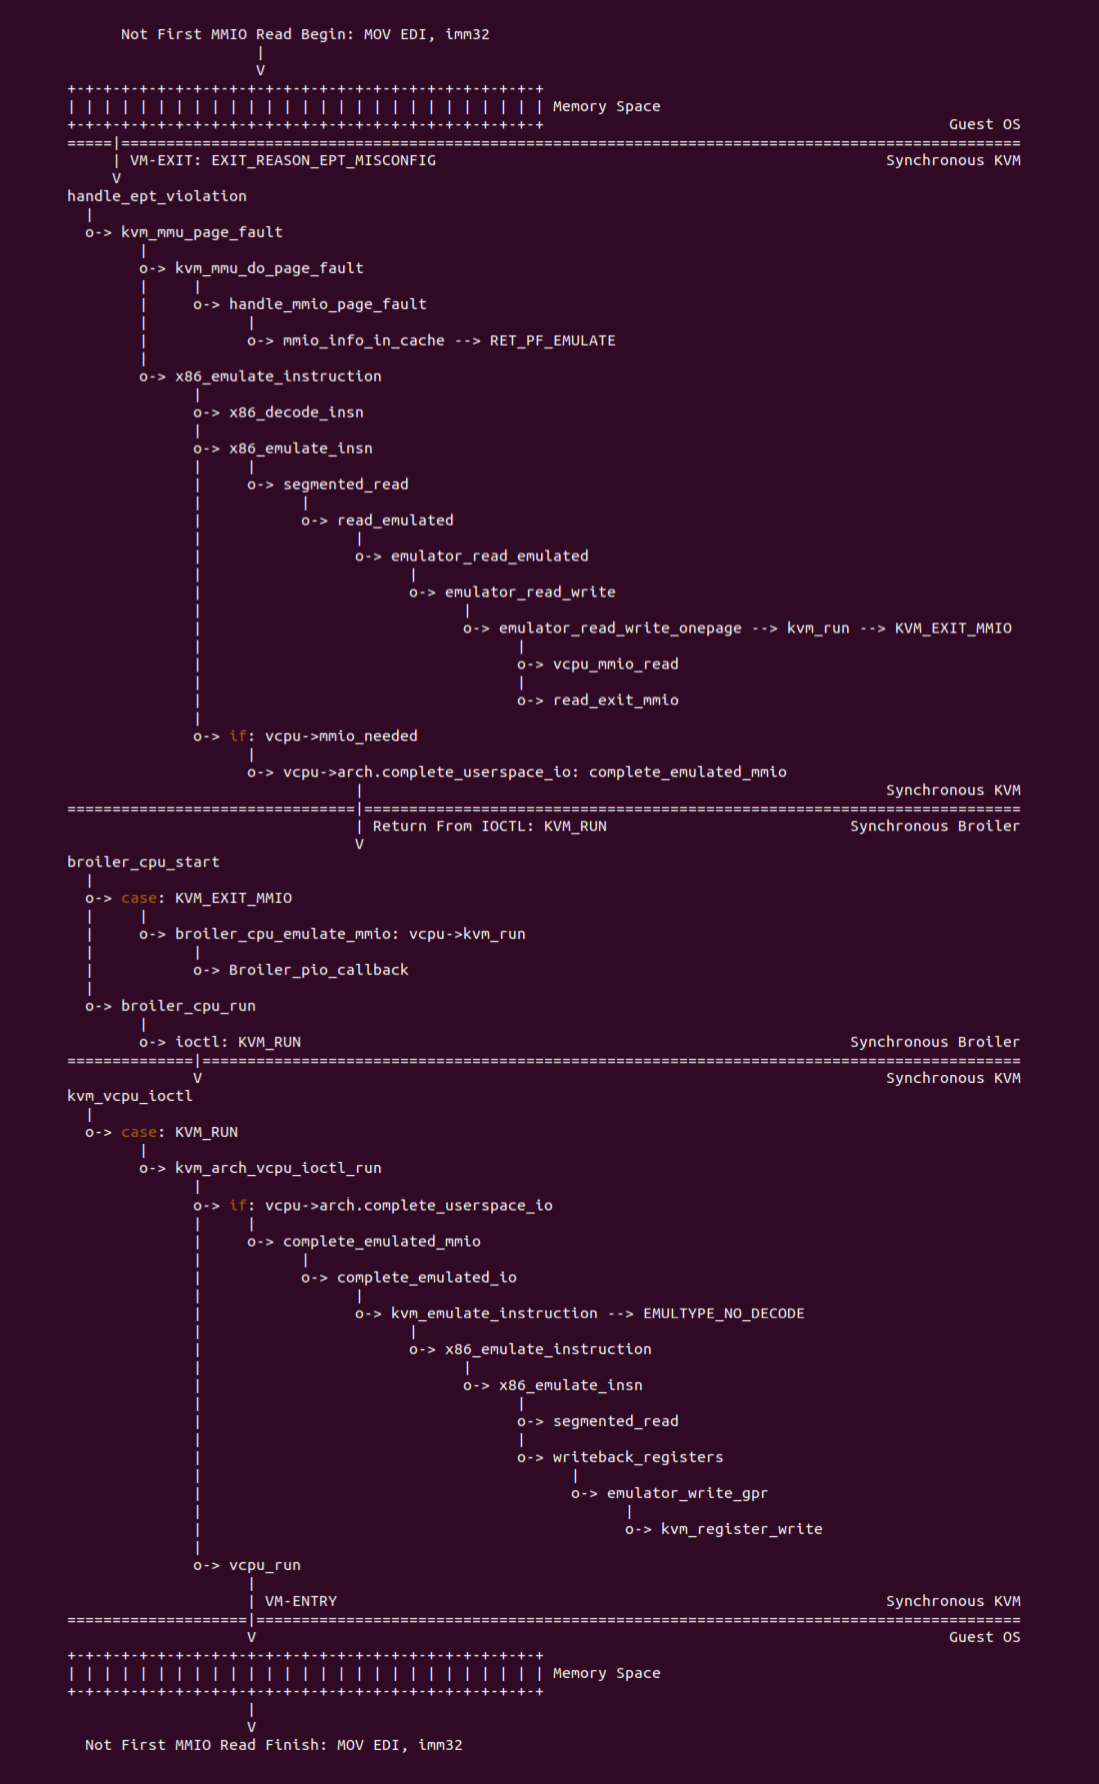 Not First MMIO Read Begin: MOV EDI, imm32
|
V
+-+-+-+-+-+-+-+-+-+-+-+-+-+-+-+-+-+-+-+-+-+-+-+-+-+-+
| | | | | | | | | | | | | | | | | | | | | | | | | | | Memory Space
+-+-+-+-+-+-+-+-+-+-+-+-+-+-+-+-+-+-+-+-+-+-+-+-+-+-+ Guest OS
=====|====================================================================================================
| VM-EXIT: EXIT_REASON_EPT_MISCONFIG Synchronous KVM
V
handle_ept_violation
|
o-> kvm_mmu_page_fault
|
o-> kvm_mmu_do_page_fault
| |
| o-> handle_mmio_page_fault
| |
| o-> mmio_info_in_cache --> RET_PF_EMULATE
|
o-> x86_emulate_instruction
|
o-> x86_decode_insn
|
o-> x86_emulate_insn
| |
| o-> segmented_read
| |
| o-> read_emulated
| |
| o-> emulator_read_emulated
| |
| o-> emulator_read_write
| |
| o-> emulator_read_write_onepage --> kvm_run --> KVM_EXIT_MMIO
| |
| o-> vcpu_mmio_read
| |
| o-> read_exit_mmio
|
o-> if: vcpu->mmio_needed
|
o-> vcpu->arch.complete_userspace_io: complete_emulated_mmio
| Synchronous KVM
================================|=========================================================================
| Return From IOCTL: KVM_RUN Synchronous Broiler
V
broiler_cpu_start
|
o-> case: KVM_EXIT_MMIO
| |
| o-> broiler_cpu_emulate_mmio: vcpu->kvm_run
| |
| o-> Broiler_pio_callback
|
o-> broiler_cpu_run
|
o-> ioctl: KVM_RUN Synchronous Broiler
==============|===========================================================================================
V Synchronous KVM
kvm_vcpu_ioctl
|
o-> case: KVM_RUN
|
o-> kvm_arch_vcpu_ioctl_run
|
o-> if: vcpu->arch.complete_userspace_io
| |
| o-> complete_emulated_mmio
| |
| o-> complete_emulated_io
| |
| o-> kvm_emulate_instruction --> EMULTYPE_NO_DECODE
| |
| o-> x86_emulate_instruction
| |
| o-> x86_emulate_insn
| |
| o-> segmented_read
| |
| o-> writeback_registers
| |
| o-> emulator_write_gpr
| |
| o-> kvm_register_write
|
o-> vcpu_run
|
| VM-ENTRY Synchronous KVM
====================|=====================================================================================
V Guest OS
+-+-+-+-+-+-+-+-+-+-+-+-+-+-+-+-+-+-+-+-+-+-+-+-+-+-+
| | | | | | | | | | | | | | | | | | | | | | | | | | | Memory Space
+-+-+-+-+-+-+-+-+-+-+-+-+-+-+-+-+-+-+-+-+-+-+-+-+-+-+
|
V
Not First MMIO Read Finish: MOV EDI, imm32